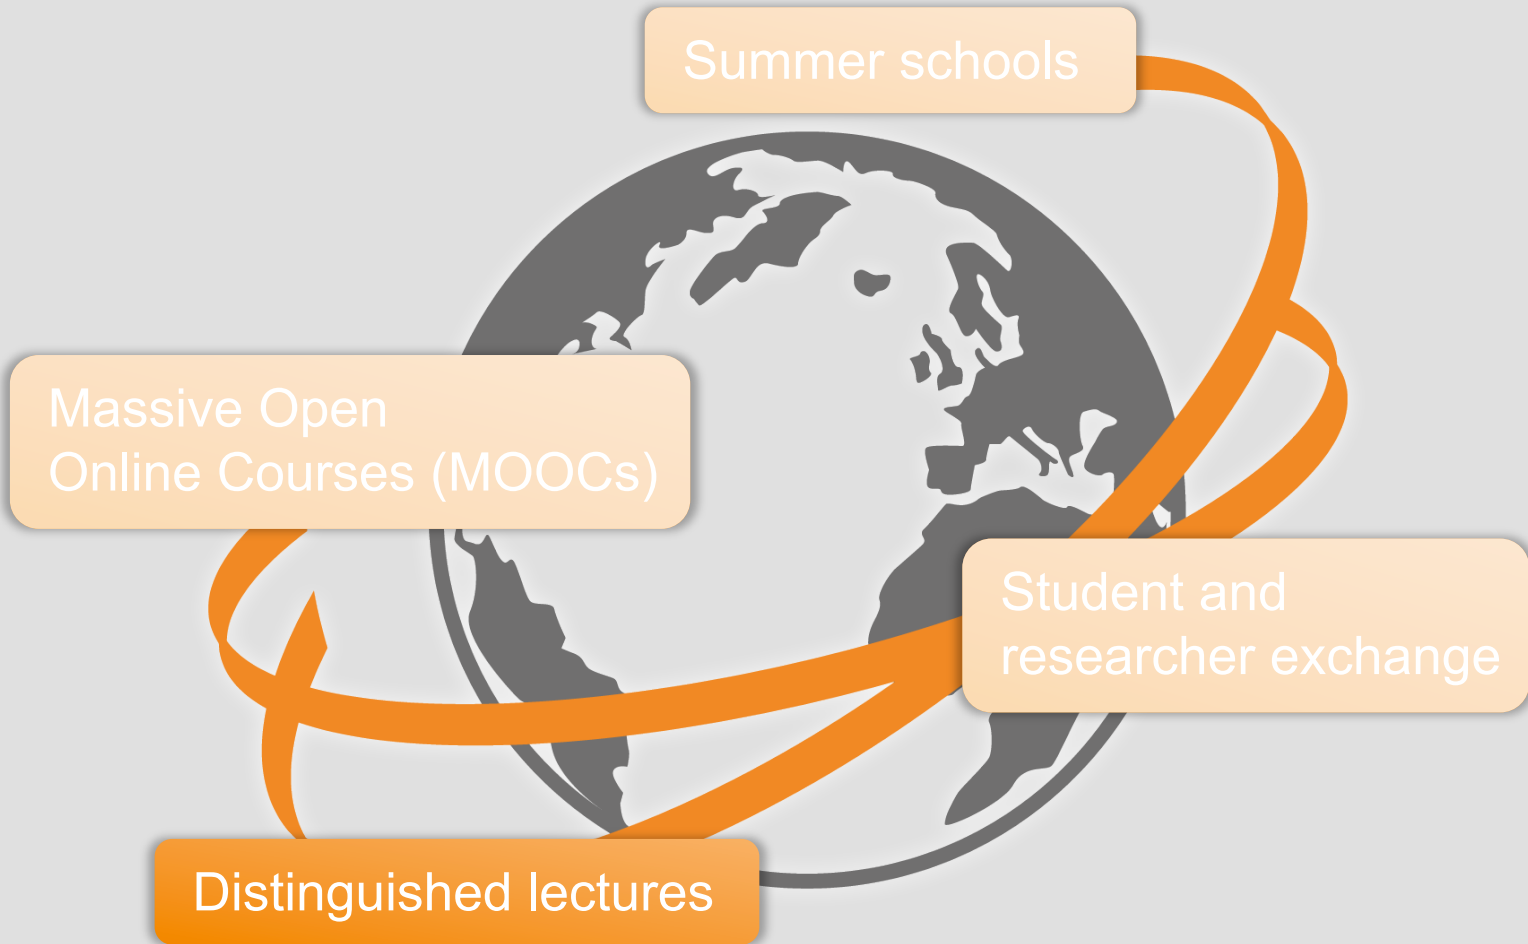 Summer schools
Massive Open
Online Courses (MOOCs)
Student and
researcher exchange
Distinguished lectures